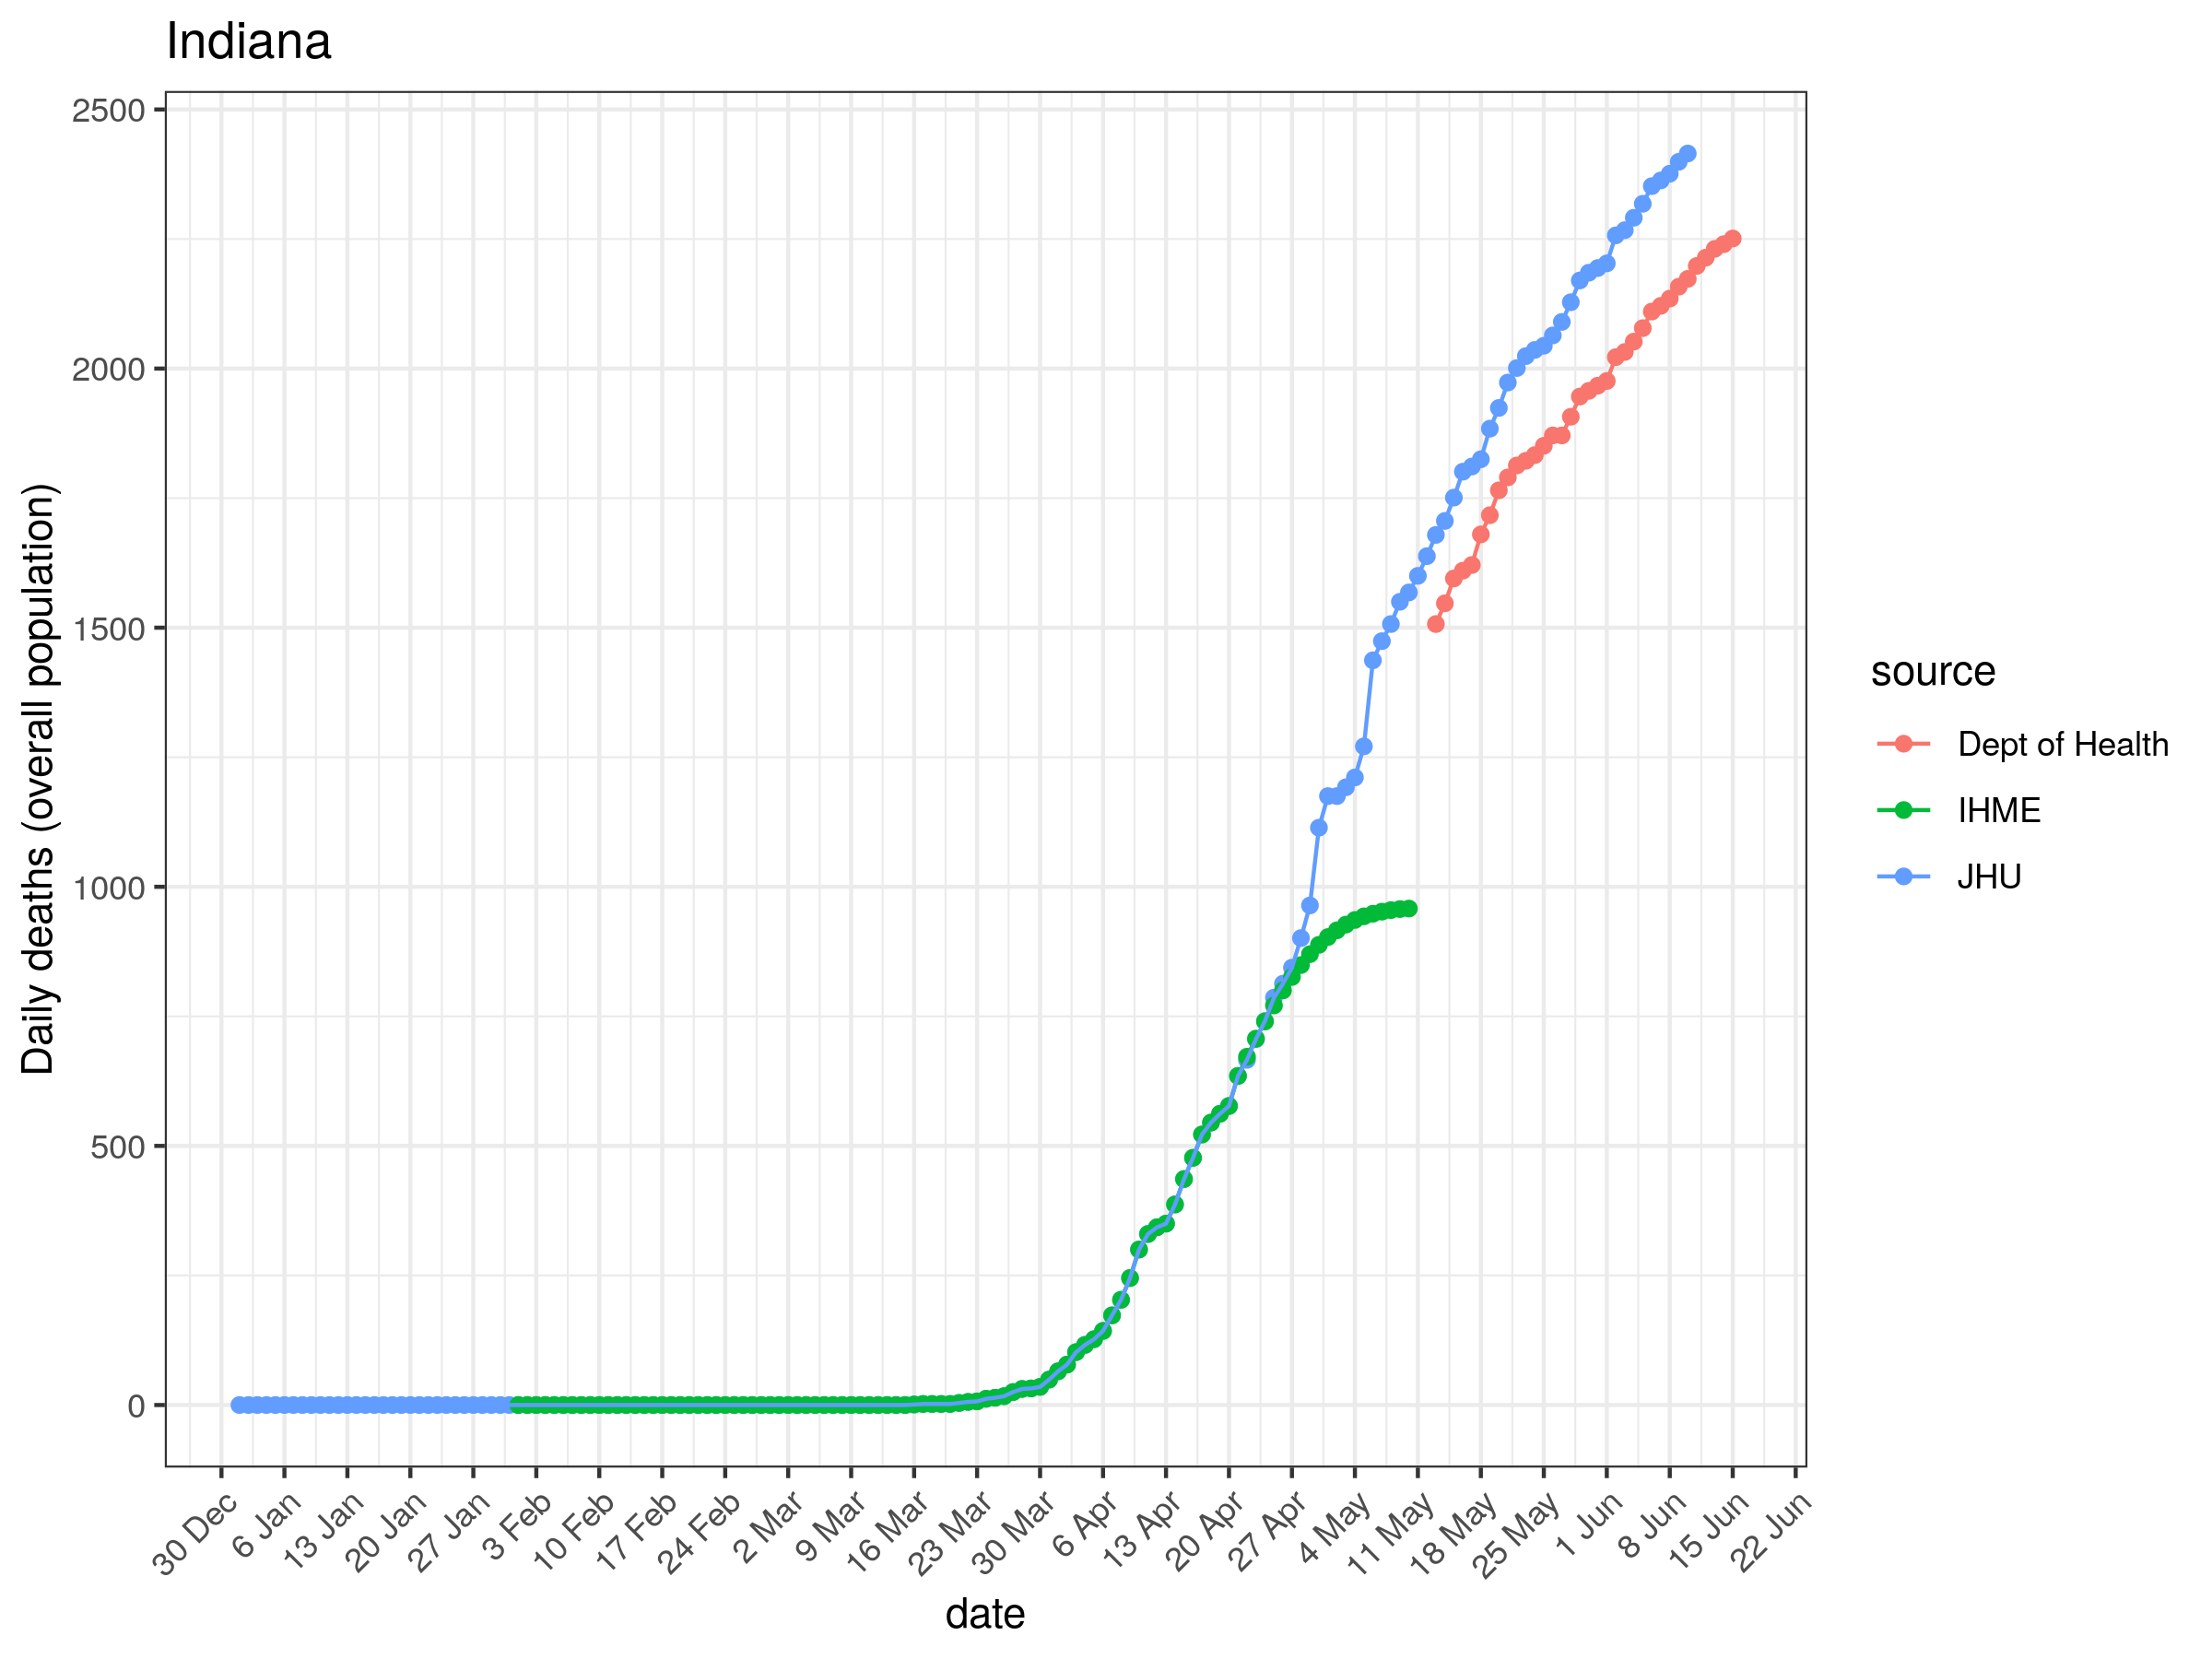 Indiana
Daily deaths (overall population)
2500
2000
1500
1000
500
0
30 Dec
6 Jan
13 Jan
20 Jan
27 Jan
3 Feb
10 Feb
17 Feb
24 Feb
2 Mar
9 Mar
16 Mar
23 Mar
30 Mar
6 Apr
13 Apr
20 Apr
27 Apr
4 May
11 May
18 May
25 May
1 Jun
8 Jun
15 Jun
22 Jun
date
source
Dept of Health
IHME
JHU